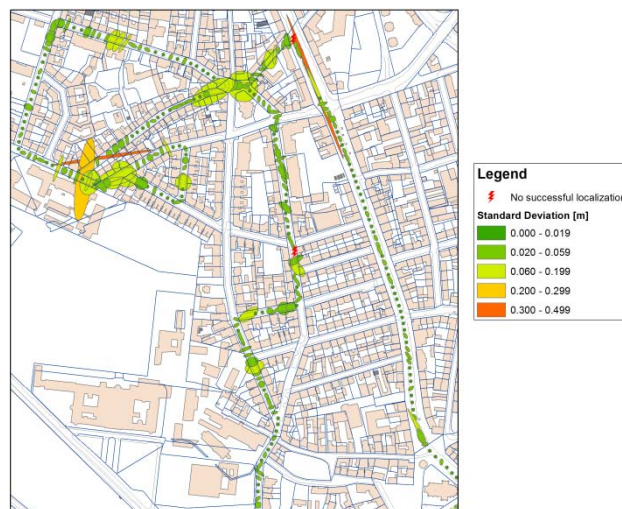 Legend
No successful localization
Standard Deviation [m]
0.000 - 0.019
0.020 - 0.059
0.060 - 0.199
0.200 - 0.299
0.300 - 0.499